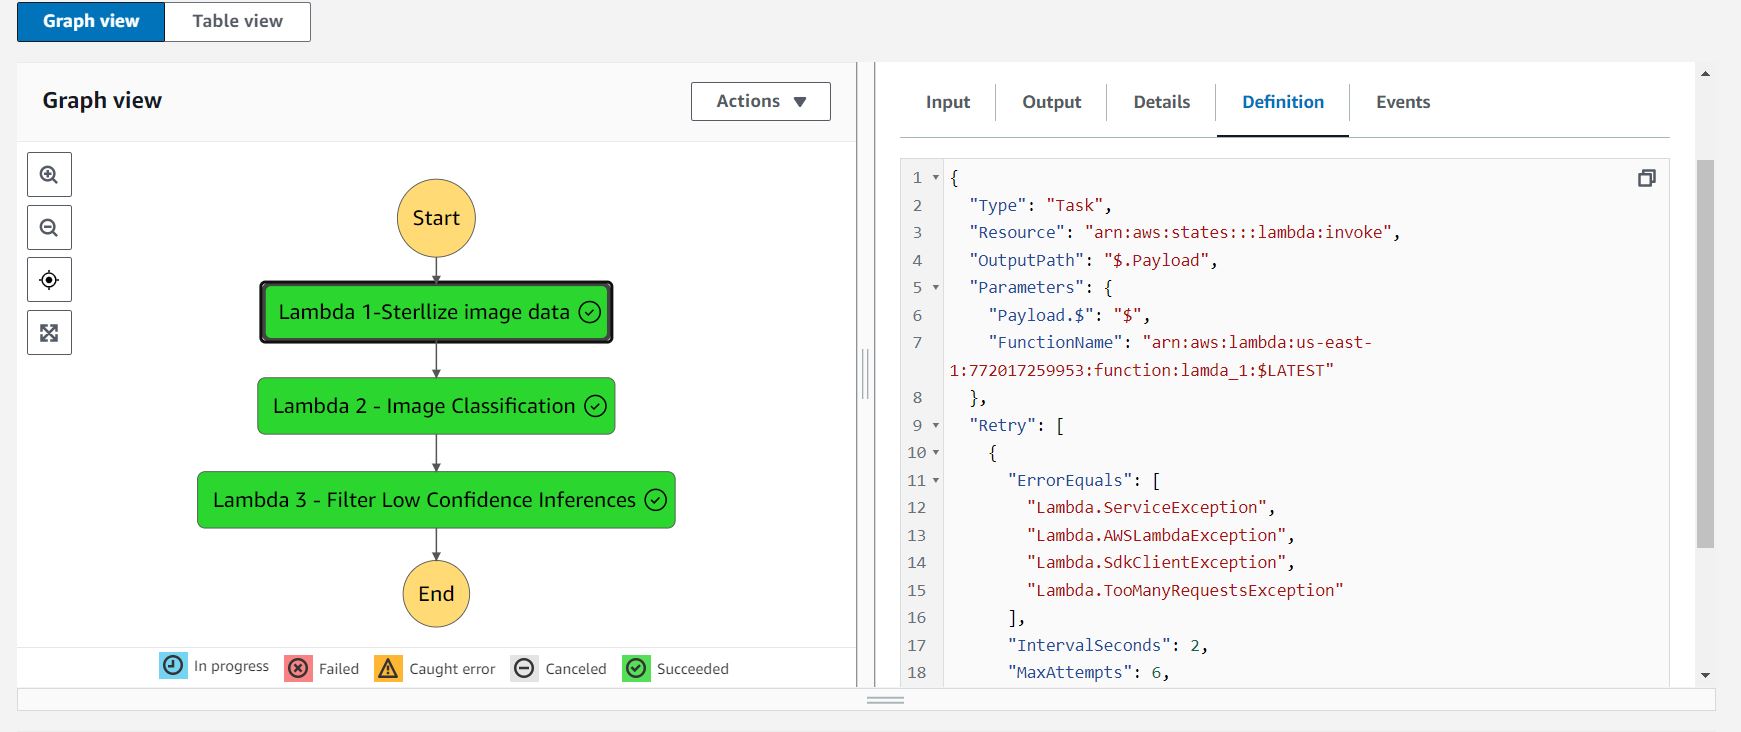 Graph view
Table view
Graph view
Actions
Start
Lambda 1-Sterllize image data
Lambda 2 - Image Classification
Lambda 3 - Filter Low Confidence Inferences
End
In progress
Failed
Caught error
Canceled
Succeeded
Input
Output
Details
Definition
Events
1 {
2 "Type": "Task",
3 "Resource": "arn:aws:states:::lambda:invoke",
4 "OutputPath": "$.Payload",
5 "Parameters": {
6 "Payload.$": "$",
7 "FunctionName": "arn:aws:lambda:us-east-
1:772017259953:function:lamda_1:$LATEST"
8 },
9 "Retry": [
10 {
11 "ErrorEquals": [
12 "Lambda.ServiceException",
13 "Lambda.AWSLambdaException",
14 "Lambda.SdkClientException",
15 "Lambda.TooManyRequestsException"
16 ],
17 "IntervalSeconds": 2,
18 "MaxAttempts": 6,